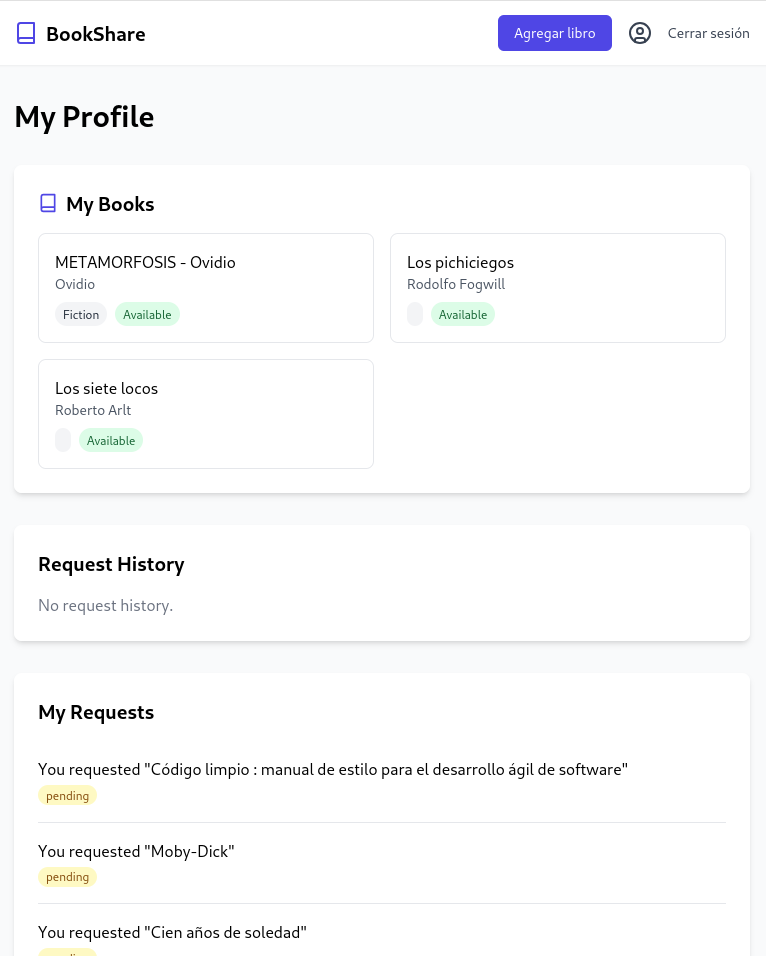 BookShare
Agregar libro
Cerrar sesión
My Profile
My Books
METAMORFOSIS - Ovidio
Ovidio
Fiction
Available
Los pichiciegos
Rodolfo Fogwill
Available
Los siete locos
Roberto Arlt
Available
Request History
No request history.
My Requests
You requested "Código limpio : manual de estilo para el desarrollo ágil de software"
pending
You requested "Moby-Dick"
pending
You requested "Cien años de soledad"